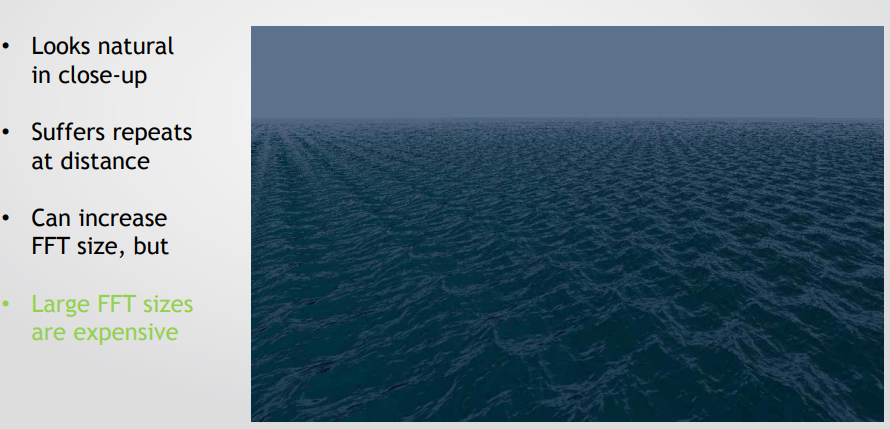 • Looks natural
in close-up
• Suffers repeats
at distance
• Can increase
FFT size, but
• Large FFT sizes
are expensive